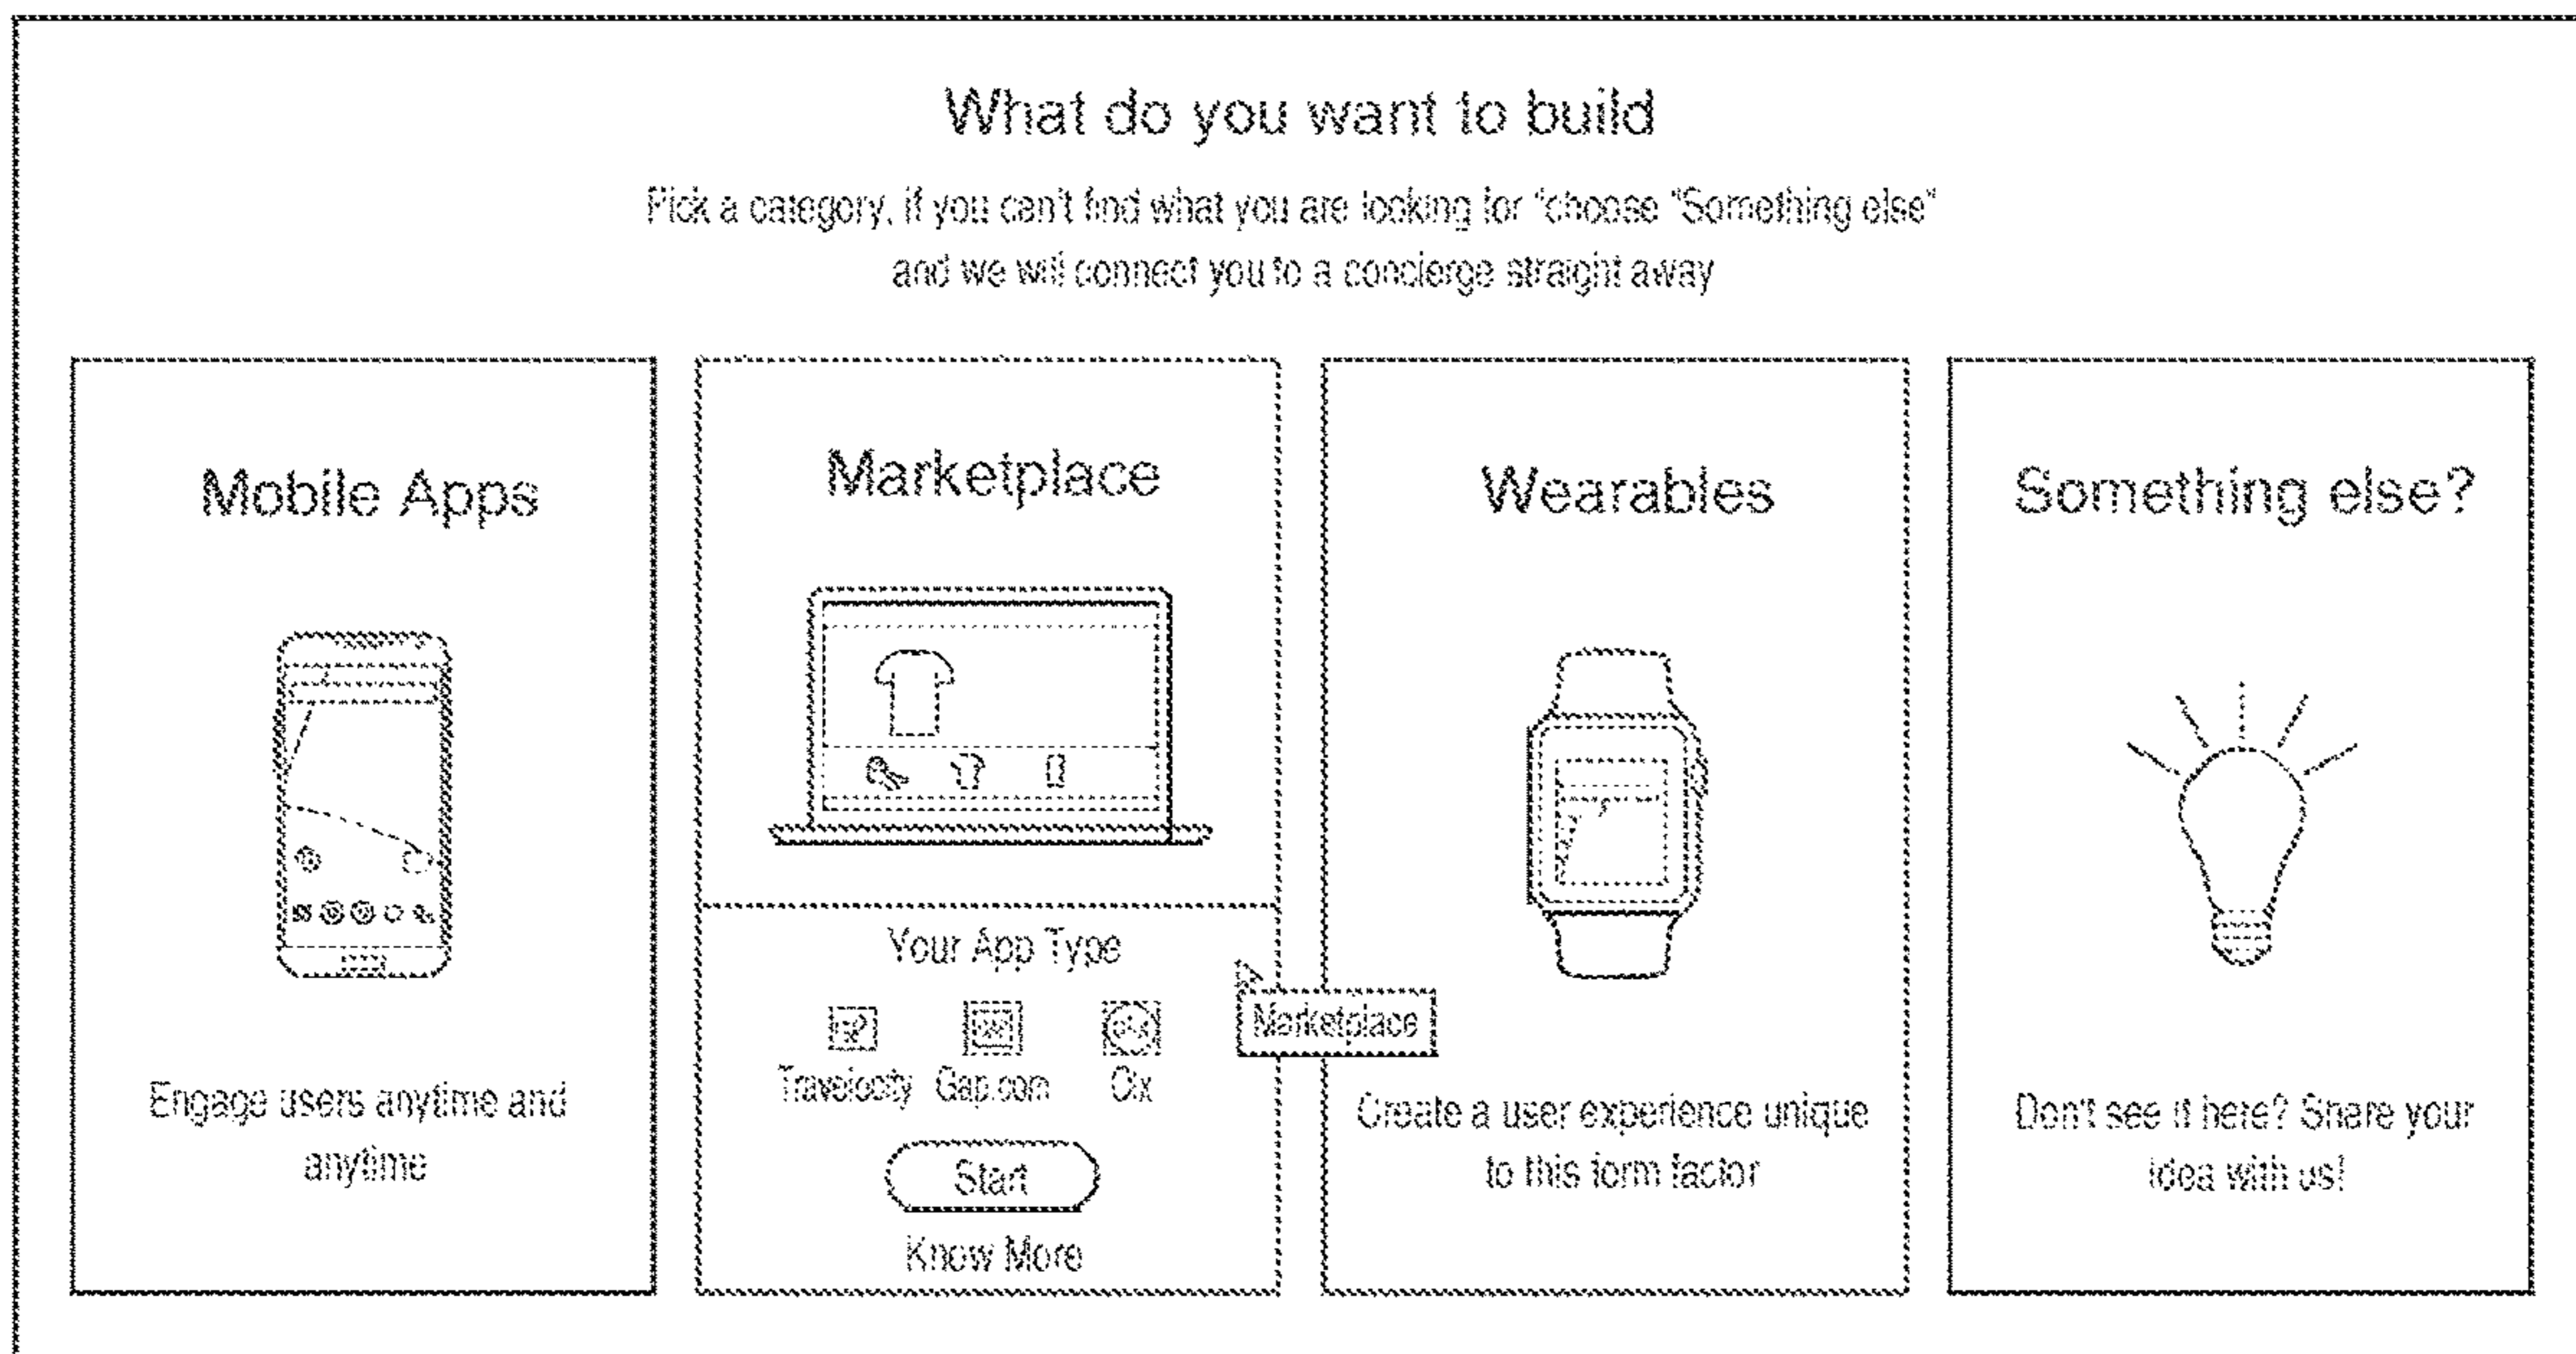 What do you want to build
Pick a category, if you can't find what you are looking for "choose "Something else"
and we will connect you to a concierge straight away
Mobile Apps
Engage users anytime and
anytime
Marketplace
Your App Type
Travelocity Gap.com Olx
Start
Know More
Marketplace
Wearables
Create a user experience unique
to this form factor
Something else?
Don't see it here? Share your
idea with us!